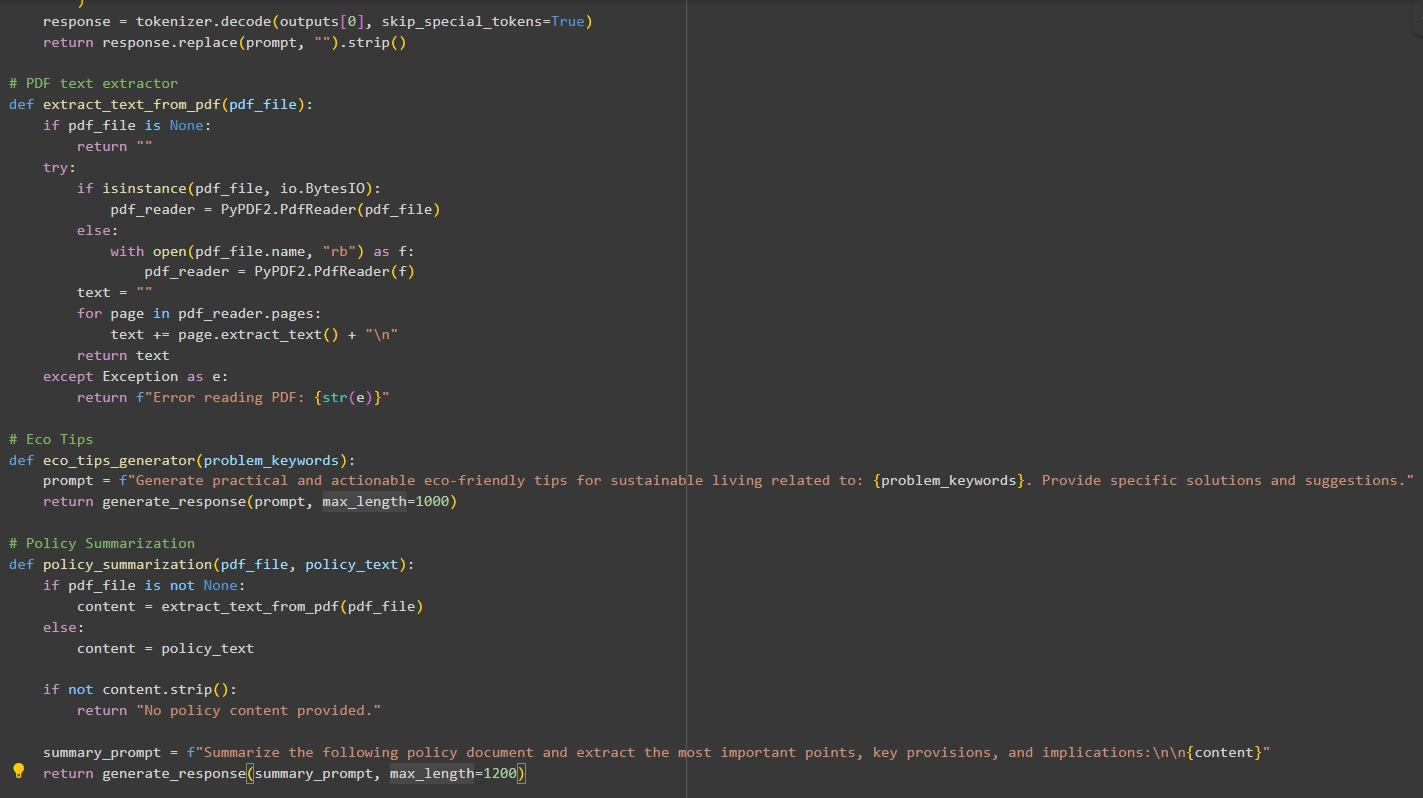 )
    response = tokenizer.decode(outputs[0], skip_special_tokens=True)
    return response.replace(prompt, "").strip()

# PDF text extractor
def extract_text_from_pdf(pdf_file):
    if pdf_file is None:
        return ""
    try:
        if isinstance(pdf_file, io.BytesIO):
            pdf_reader = PyPDF2.PdfReader(pdf_file)
        else:
            with open(pdf_file.name, "rb") as f:
                pdf_reader = PyPDF2.PdfReader(f)
        text = ""
        for page in pdf_reader.pages:
            text += page.extract_text() + "\n"
        return text
    except Exception as e:
        return f"Error reading PDF: {str(e)}"

# Eco Tips
def eco_tips_generator(problem_keywords):
    prompt = f"Generate practical and actionable eco-friendly tips for sustainable living related to: {problem_keywords}. Provide specific solutions and suggestions."
    return generate_response(prompt, max_length=1000)

# Policy Summarization
def policy_summarization(pdf_file, policy_text):
    if pdf_file is not None:
        content = extract_text_from_pdf(pdf_file)
    else:
        content = policy_text

    if not content.strip():
        return "No policy content provided."

    summary_prompt = f"Summarize the following policy document and extract the most important points, key provisions, and implications:\n\n{content}"
    return generate_response(summary_prompt, max_length=1200)